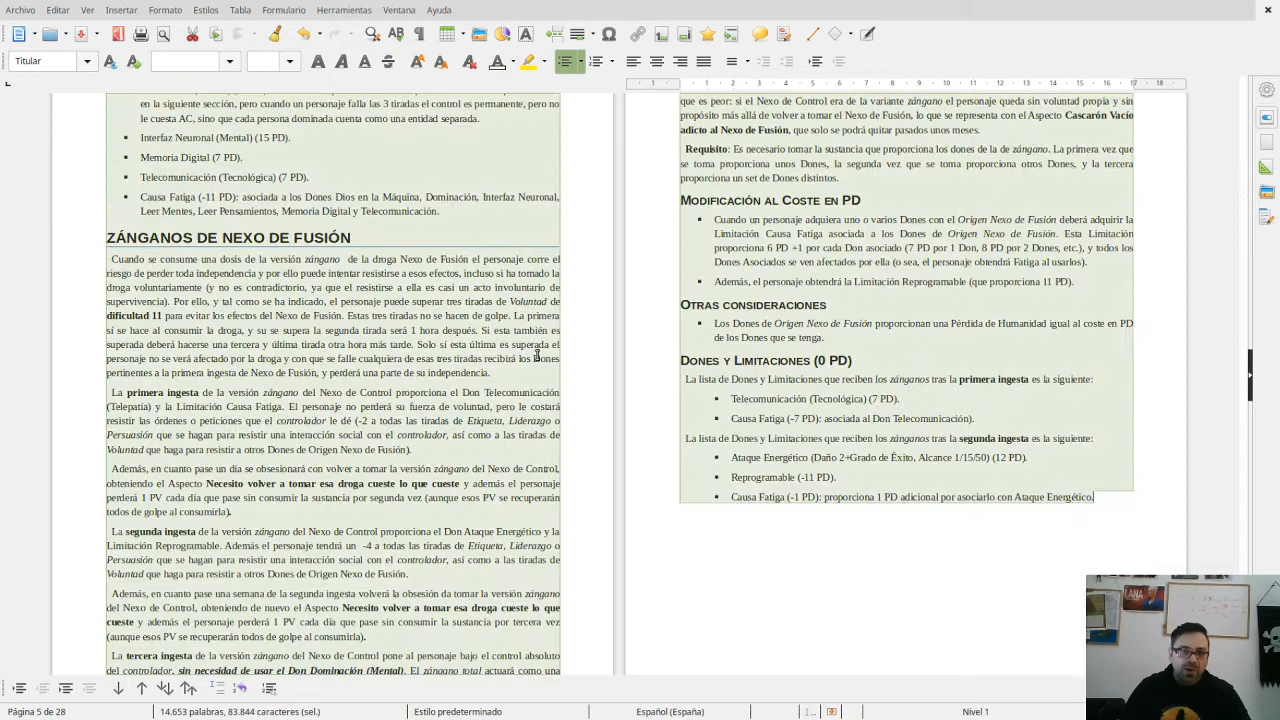 Archivo Editar Ver Insertar Formato Estilos Tabla Formulario Herramientas Ventana Ayuda
Titular
1 1 2 3 4 5 6 7 8 9 10 11 12 13 14 15 16 17 18
en la siguiente sección, pero cuando un personaje falla las 3 tiradas el control es permanente, pero no
le cuesta AC, sino que cada persona dominada cuenta como una entidad separada.
▪ Interfaz Neuronal (Mental) (15 PD).
▪ Memoria Digital (7 PD).
▪ Telecomunicación (Tecnológica) (7 PD).
▪ Causa Fatiga (-11 PD): asociada a los Dones Dios en la Máquina, Dominación, Interfaz Neuronal,
Leer Mentes, Leer Pensamientos, Memoria Digital y Telecomunicación.
ZÁNGANOS DE NEXO DE FUSIÓN
Cuando se consume una dosis de la versión zángano de la droga Nexo de Fusión el personaje corre el
riesgo de perder toda independencia y por ello puede intentar resistirse a esos efectos, incluso si ha tomado la
droga voluntariamente (y no es contradictorio, ya que el resistirse a ella es casi un acto involuntario de
supervivencia). Por ello, y tal como se ha indicado, el personaje puede superar tres tiradas de Voluntad de
dificultad 11 para evitar los efectos del Nexo de Fusión. Estas tres tiradas no se hacen de golpe. La primera
sí se hace al consumir la droga, y su se supera la segunda tirada será 1 hora después. Si esta también es
superada deberá hacerse una tercera y última tirada otra hora más tarde. Solo sí esta última es superada el
personaje no se verá afectado por la droga y con que se falle cualquiera de esas tres tiradas recibirá los Dones
pertinentes a la primera ingesta de Nexo de Fusión, y perderá una parte de su independencia.
La primera ingesta de la versión zángano del Nexo de Control proporciona el Don Telecomunicación
(Telepatía) y la Limitación Causa Fatiga. El personaje no perderá su fuerza de voluntad, pero le costará
resistir las órdenes o peticiones que el controlador le dé (-2 a todas las tiradas de Etiqueta, Liderazgo o
Persuasión que se hagan para resistir una interacción social con el controlador, así como a las tiradas de
Voluntad que haga para resistir a otros Dones de Origen Nexo de Fusión).
Además, en cuanto pase un día se obsesionará con volver a tomar la versión zángano del Nexo de Control,
obteniendo el Aspecto Necesito volver a tomar esa droga cueste lo que cueste y además el personaje
perderá 1 PV cada día que pase sin consumir la sustancia por segunda vez (aunque esos PV se recuperarán
todos de golpe al consumirla).
La segunda ingesta de la versión zángano del Nexo de Control proporciona el Don Ataque Energético y la
Limitación Reprogramable. Además el personaje tendrá un -4 a todas las tiradas de Etiqueta, Liderazgo o
Persuasión que se hagan para resistir una interacción social con el controlador, así como a las tiradas de
Voluntad que haga para resistir a otros Dones de Origen Nexo de Fusión.
Además, en cuanto pase una semana de la segunda ingesta volverá la obsesión da tomar la versión zángano
del Nexo de Control, obteniendo de nuevo el Aspecto Necesito volver a tomar esa droga cueste lo que
cueste y además el personaje perderá 1 PV cada día que pase sin consumir la sustancia por tercera vez
(aunque esos PV se recuperarán todos de golpe al consumirla).
La tercera ingesta de la versión zángano del Nexo de Control pone al personaje bajo el control absoluto
del controlador, sin necesidad de usar el Don Dominación (Mental). El zángano total actuará como una
que es peor: si el Nexo de Control era de la variante zángano el personaje queda sin voluntad propia y sin
propósito más allá de volver a tomar el Nexo de Fusión, lo que se representa con el Aspecto Cascarón Vacío
adicto al Nexo de Fusión, que solo se podrá quitar pasados unos meses.
Requisito: Es necesario tomar la sustancia que proporciona los dones de la de zángano. La primera vez que
se toma proporciona unos Dones, la segunda vez que se toma proporciona otros Dones, y la tercera
proporciona un set de Dones distintos.
MODIFICACIÓN AL COSTE EN PD
▪ Cuando un personaje adquiera uno o varios Dones con el Origen Nexo de Fusión deberá adquirir la
Limitación Causa Fatiga asociada a los Dones de Origen Nexo de Fusión. Esta Limitación
proporciona 6 PD +1 por cada Don asociado (7 PD por 1 Don, 8 PD por 2 Dones, etc.), y todos los
Dones Asociados se ven afectados por ella (o sea, el personaje obtendrá Fatiga al usarlos).
▪ Además, el personaje obtendrá la Limitación Reprogramable (que proporciona 11 PD).
OTRAS CONSIDERACIONES
▪ Los Dones de Origen Nexo de Fusión proporcionan una Pérdida de Humanidad igual al coste en PD
de los Dones que se tenga.
DONES Y LIMITACIONES (0 PD)
La lista de Dones y Limitaciones que reciben los zánganos tras la primera ingesta es la siguiente:
▪ Telecomunicación (Tecnológica) (7 PD).
▪ Causa Fatiga (-7 PD): asociada al Don Telecomunicación).
La lista de Dones y Limitaciones que reciben los zánganos tras la segunda ingesta es la siguiente:
▪ Ataque Energético (Daño 2+Grado de Éxito, Alcance 1/15/50) (12 PD).
▪ Reprogramable (-11 PD).
▪ Causa Fatiga (-1 PD): proporciona 1 PD adicional por asociarlo con Ataque Energético.
Página 5 de 28 14.653 palabras, 83.844 caracteres (sel.) Estilo predeterminado Español (España) Nivel 1